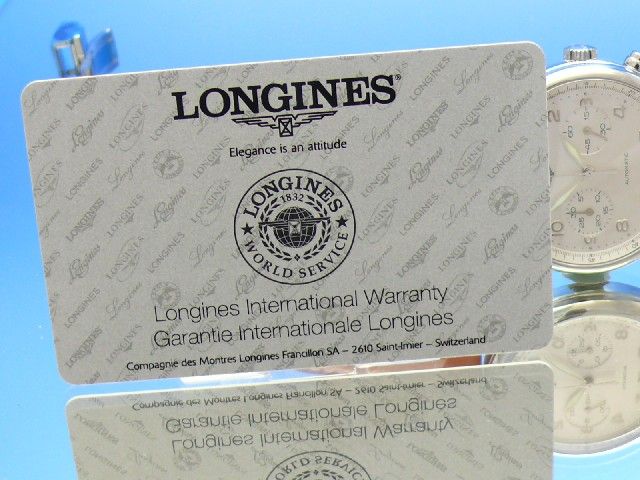 LONGINES®
Elegance is an attitude
LONGINES
1832
WORLD SERVICE
Longines International Warranty
Garantie Internationale Longines
Compagnie des Montres Longines Francillon SA – 2610 Saint-Imier – Switzerland
AUTOMATIC